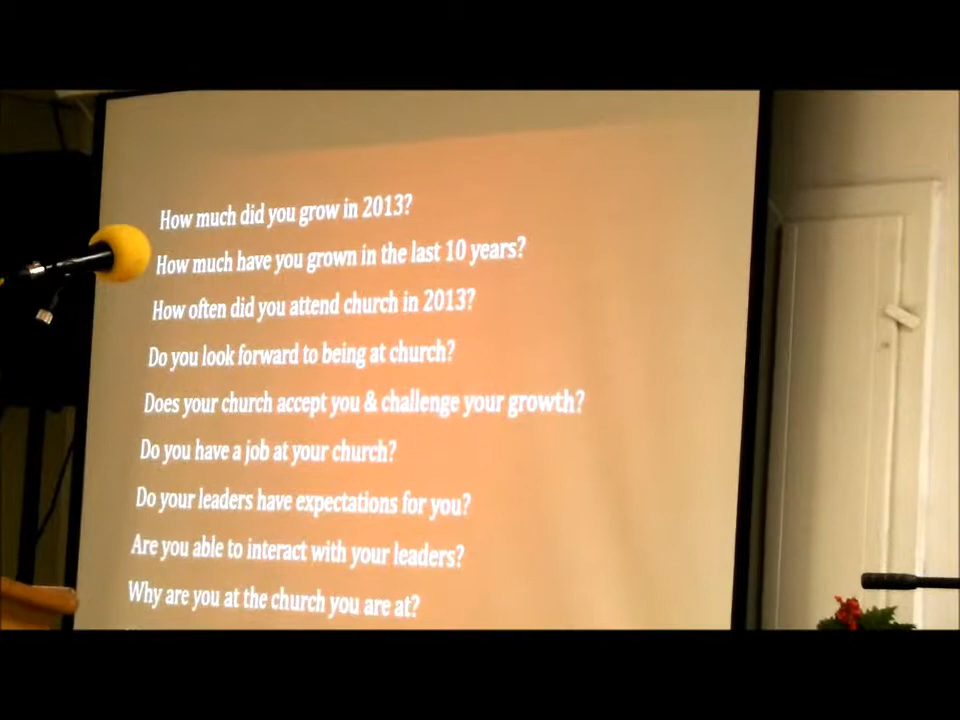 How much did you grow in 2013?
How much have you grown in the last 10 years?
How often did you attend church in 2013?
Do you look forward to being at church?
Does your church accept you & challenge your growth?
Do you have a job at your church?
Do your leaders have expectations for you?
Are you able to interact with your leaders?
Why are you at the church you are at?